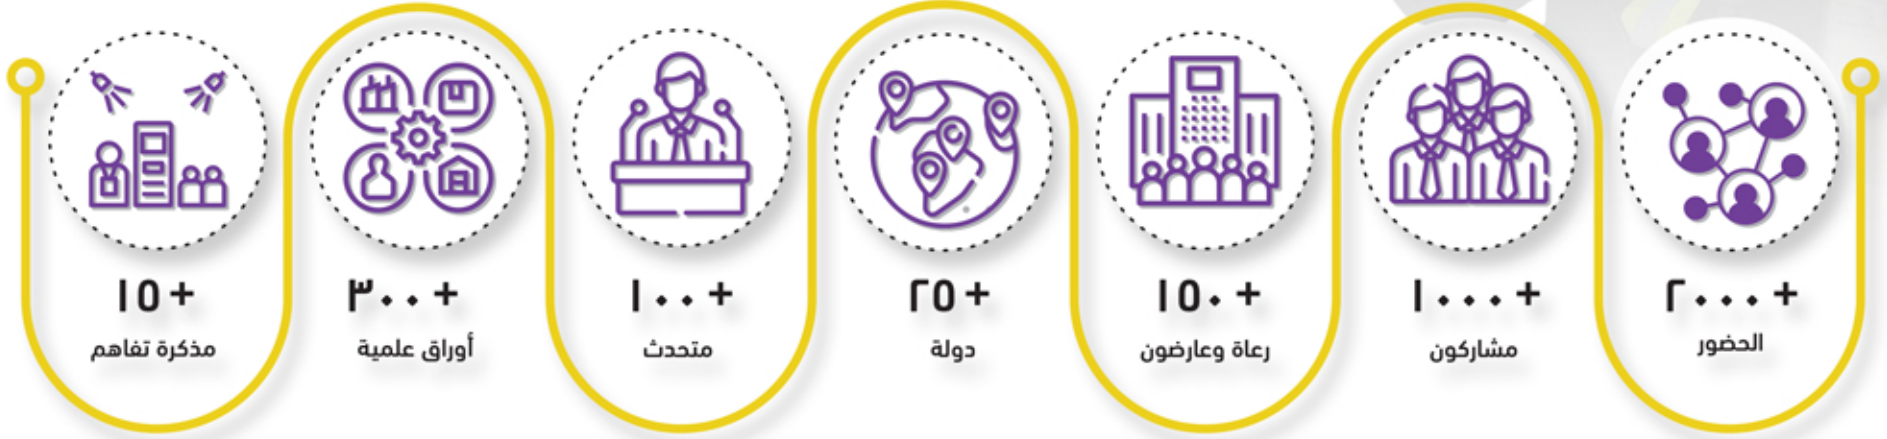 +٢٠٠٠
الحضور
+١٠٠٠
مشاركون
+١٥٠
رعاة وعارضون
+٢٥
دولة
+١٠٠
متحدث
+٣٠٠
أوراق علمية
+١٥
مذكرة تفاهم